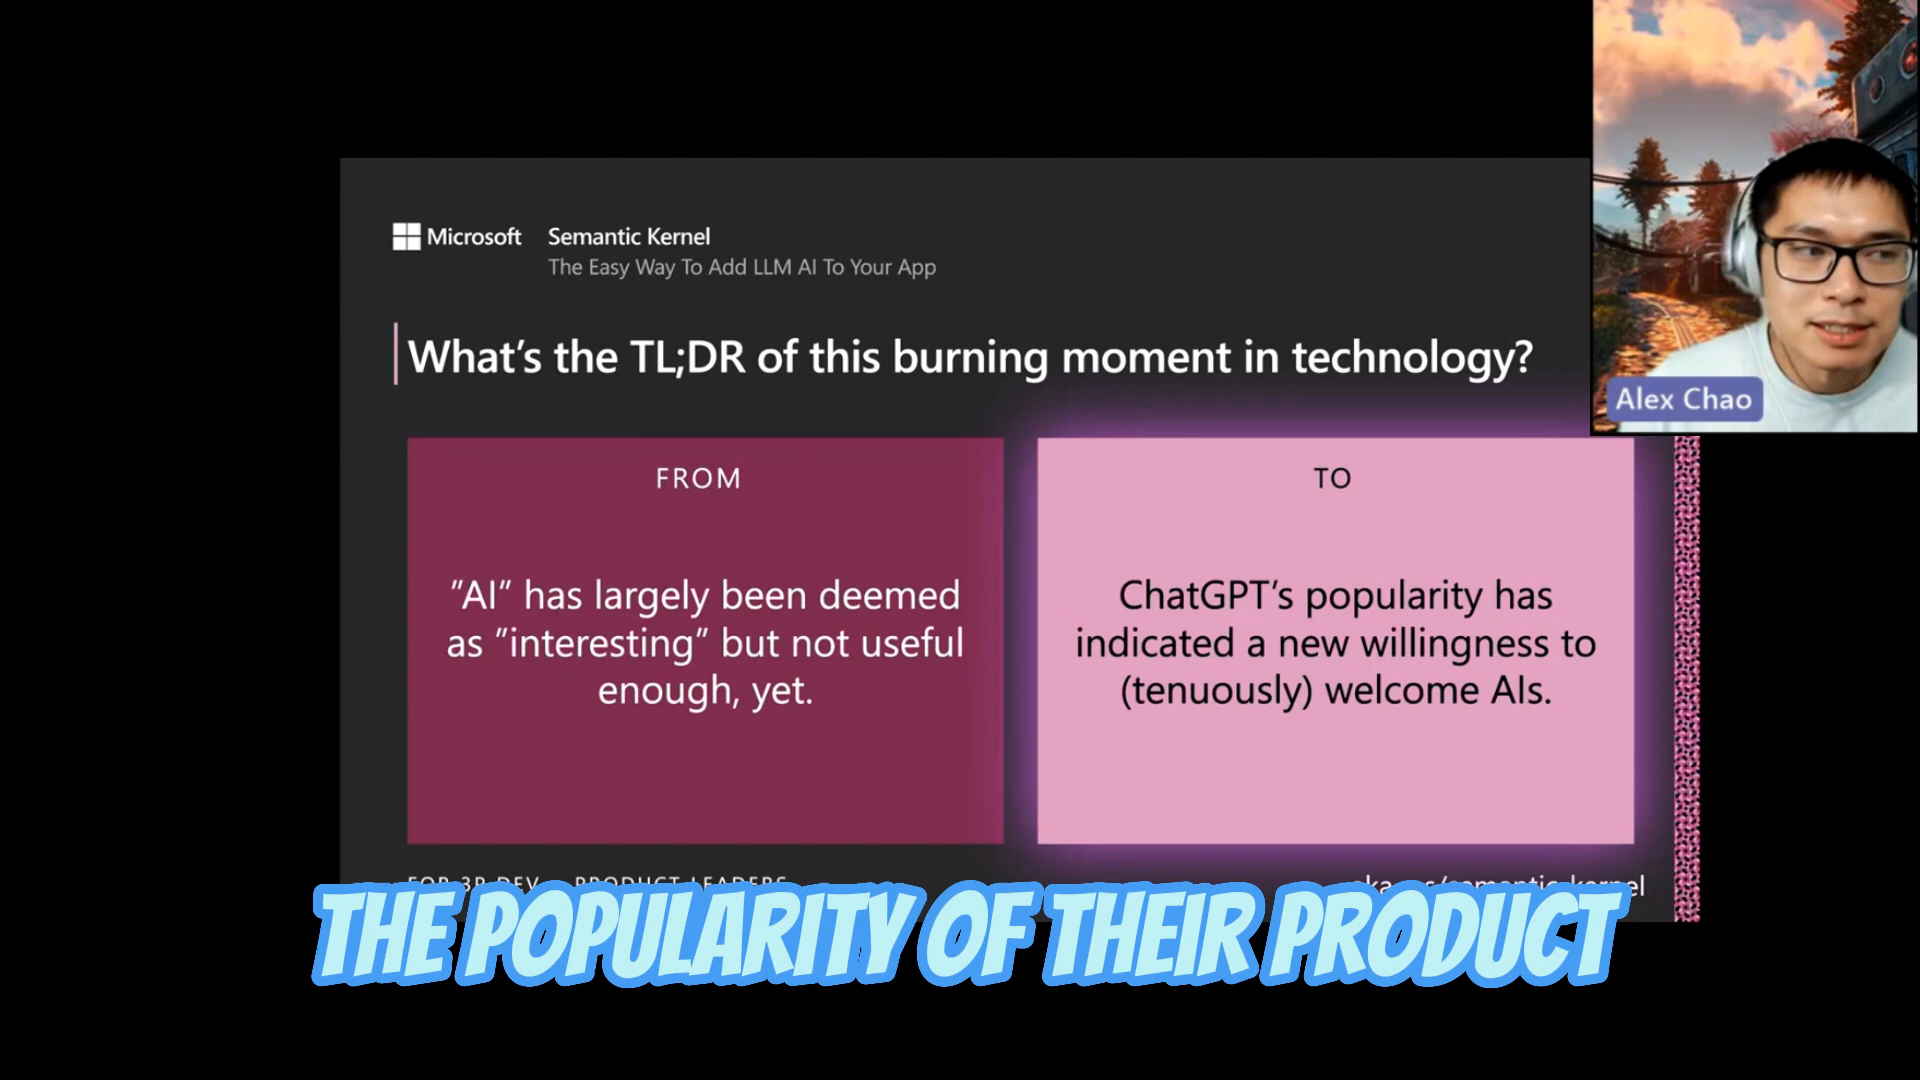 Microsoft Semantic Kernel
The Easy Way To Add LLM AI To Your App
What's the TL;DR of this burning moment in technology?
Alex Chao
FROM
"AI" has largely been deemed
as "interesting" but not useful
enough, yet.
TO
ChatGPT's popularity has
indicated a new willingness to
(tenuously) welcome AIs.
PRODUCT LEADERS
THE POPULARITY OF THEIR PRODUCT